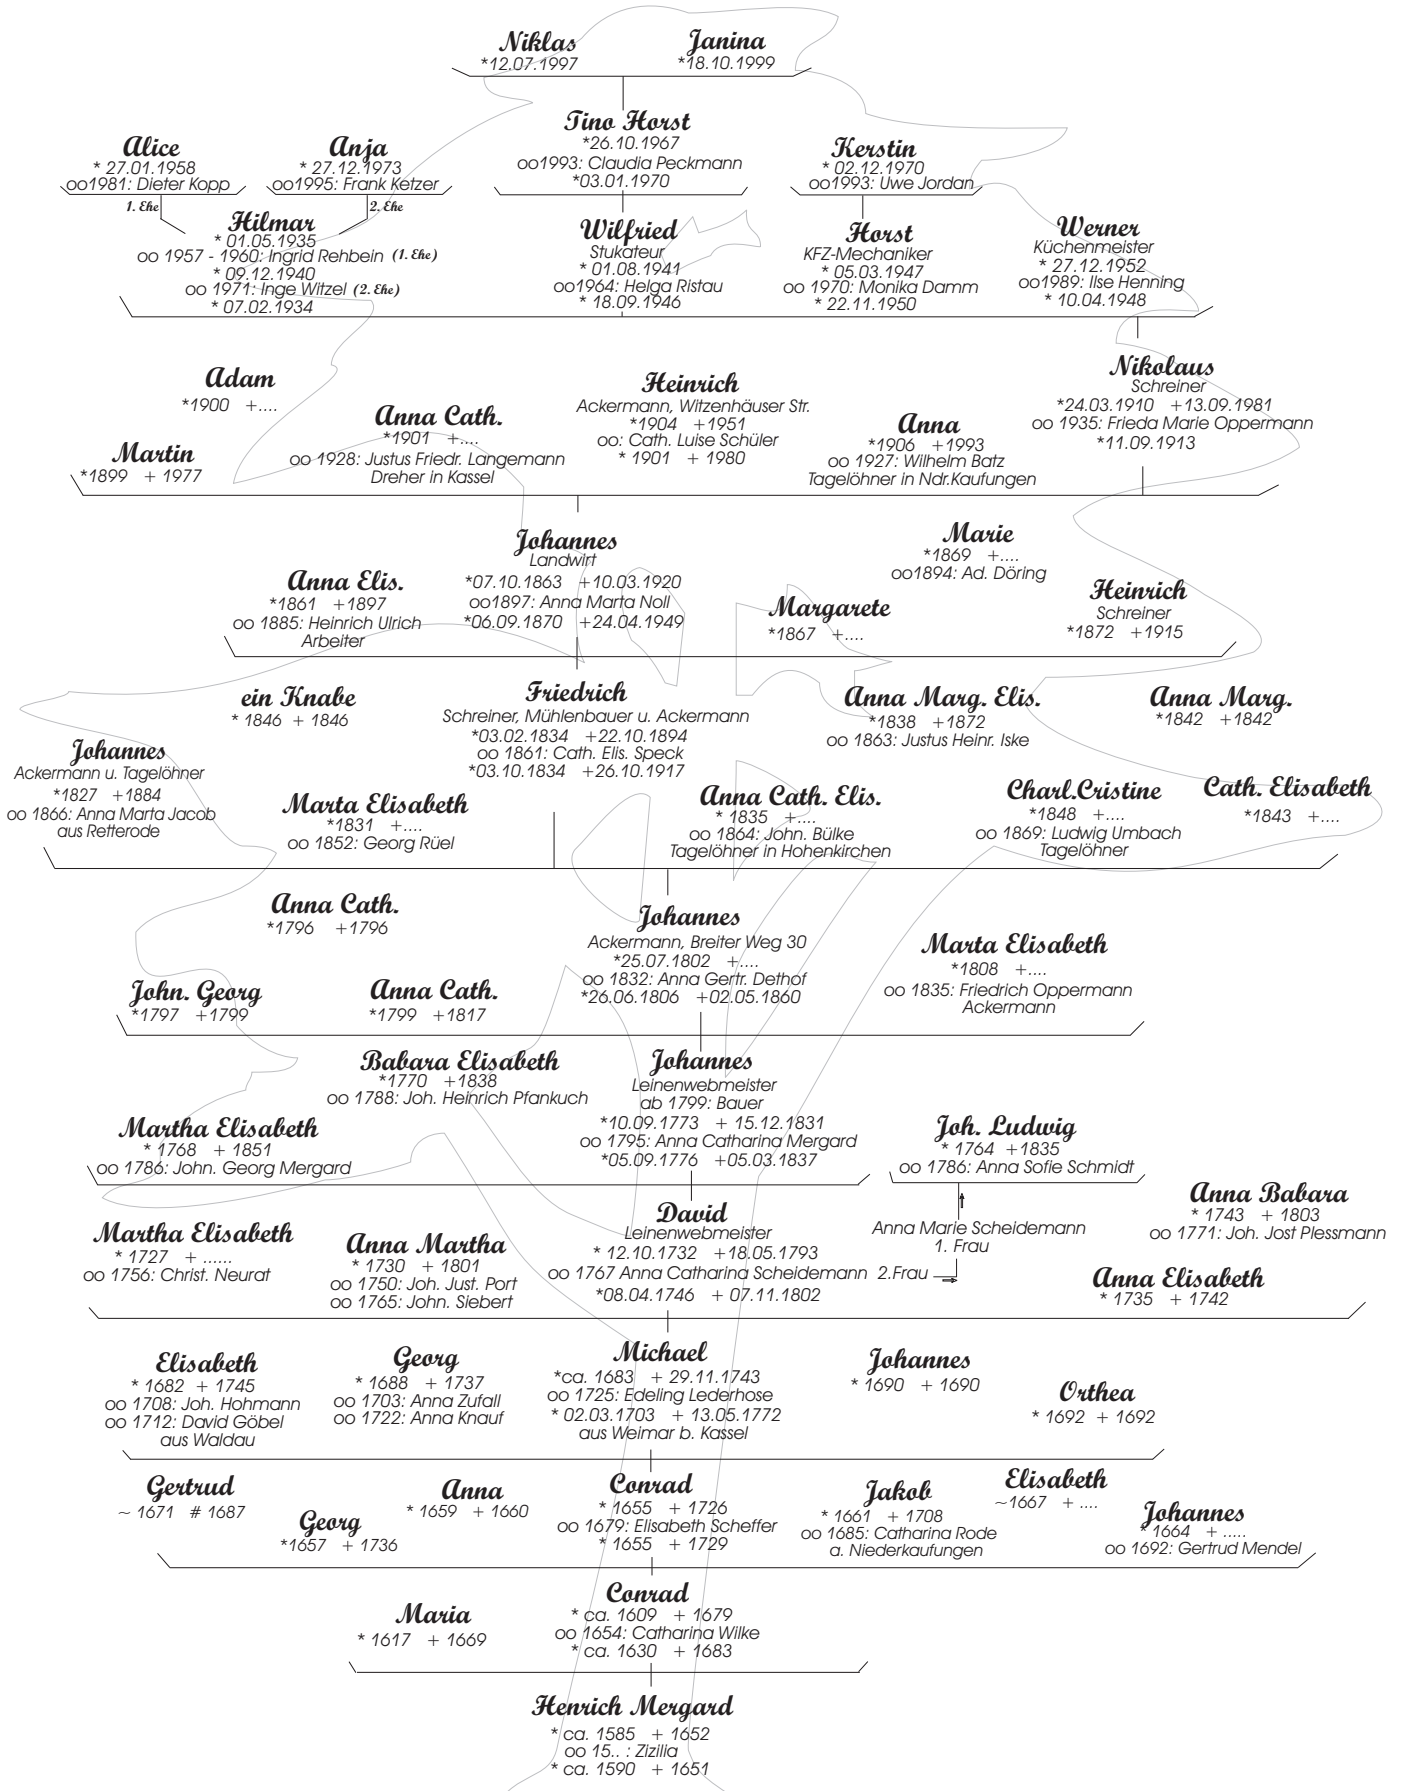 Niklas
*12.07.1997
Janina
*18.10.1999
Tino Horst
*26.10.1967
oo1993: Claudia Peckmann
*03.01.1970
Alice
* 27.01.1958
oo1981: Dieter Kopp
Anja
* 27.12.1973
oo1995: Frank Ketzer
Kerstin
* 02.12.1970
oo1993: Uwe Jordan
1. Ehe
2. Ehe
Hilmar
* 01.05.1935
oo 1957 - 1960: Ingrid Rehbein (1. Ehe)
* 09.12.1940
oo 1971: Inge Witzel (2. Ehe)
* 07.02.1934
Wilfried
Stukateur
* 01.08.1941
oo1964: Helga Ristau
* 18.09.1946
Horst
KFZ-Mechaniker
* 05.03.1947
oo 1970: Monika Damm
* 22.11.1950
Werner
Küchenmeister
* 27.12.1952
oo1989: Ilse Henning
* 10.04.1948
Adam
*1900 +....
Martin
*1899 + 1977
Anna Cath.
*1901 +....
oo 1928: Justus Friedr. Langemann
Dreher in Kassel
Heinrich
Ackermann, Witzenhäuser Str.
*1904 +1951
oo: Cath. Luise Schüler
* 1901 + 1980
Anna
*1906 +1993
oo 1927: Wilhelm Batz
Tagelöhner in Ndr.Kaufungen
Nikolaus
Schreiner
*24.03.1910 +13.09.1981
oo 1935: Frieda Marie Oppermann
*11.09.1913
Anna Elis.
*1861 +1897
oo 1885: Heinrich Ulrich
Arbeiter
Johannes
Landwirt
*07.10.1863 +10.03.1920
oo1897: Anna Marta Noll
*06.09.1870 +24.04.1949
Margarete
*1867 +....
Marie
*1869 +....
oo1894: Ad. Döring
Heinrich
Schreiner
*1872 +1915
Johannes
Ackermann u. Tagelöhner
*1827 +1884
oo 1866: Anna Marta Jacob
aus Retterode
ein Knabe
* 1846 + 1846
Marta Elisabeth
*1831 +....
oo 1852: Georg Rüel
Friedrich
Schreiner, Mühlenbauer u. Ackermann
*03.02.1834 +22.10.1894
oo 1861: Cath. Elis. Speck
*03.10.1834 +26.10.1917
Anna Cath. Elis.
* 1835 +....
oo 1864: John. Bülke
Tagelöhner in Hohenkirchen
Anna Marg. Elis.
*1838 +1872
oo 1863: Justus Heinr. Iske
Charl.Cristine
*1848 +....
oo 1869: Ludwig Umbach
Tagelöhner
Anna Marg.
*1842 +1842
Cath. Elisabeth
*1843 +....
Anna Cath.
*1796 +1796
John. Georg
*1797 +1799
Anna Cath.
*1799 +1817
Johannes
Ackermann, Breiter Weg 30
*25.07.1802 +....
oo 1832: Anna Gertr. Dethof
*26.06.1806 +02.05.1860
Marta Elisabeth
*1808 +....
oo 1835: Friedrich Oppermann
Ackermann
Martha Elisabeth
* 1768 + 1851
oo 1786: John. Georg Mergard
Babara Elisabeth
*1770 +1838
oo 1788: Joh. Heinrich Pfankuch
Johannes
Leinenwebmeister
ab 1799: Bauer
*10.09.1773 + 15.12.1831
oo 1795: Anna Catharina Mergard
*05.09.1776 +05.03.1837
Joh. Ludwig
* 1764 +1835
oo 1786: Anna Sofie Schmidt
Anna Marie Scheidemann
1. Frau
Martha Elisabeth
* 1727 + ......
oo 1756: Christ. Neurat
Anna Martha
* 1730 + 1801
oo 1750: Joh. Just. Port
oo 1765: John. Siebert
David
Leinenwebmeister
* 12.10.1732 +18.05.1793
oo 1767 Anna Catharina Scheidemann 2.Frau
*08.04.1746 + 07.11.1802
Anna Babara
* 1743 + 1803
oo 1771: Joh. Jost Plessmann
Anna Elisabeth
* 1735 + 1742
Elisabeth
* 1682 + 1745
oo 1708: Joh. Hohmann
oo 1712: David Göbel
aus Waldau
Georg
* 1688 + 1737
oo 1703: Anna Zufall
oo 1722: Anna Knauf
Michael
*ca. 1683 + 29.11.1743
oo 1725: Edeling Lederhose
* 02.03.1703 + 13.05.1772
aus Weimar b. Kassel
Johannes
* 1690 + 1690
Orthea
* 1692 + 1692
Gertrud
~ 1671 # 1687
Georg
*1657 + 1736
Anna
* 1659 + 1660
Conrad
* 1655 + 1726
oo 1679: Elisabeth Scheffer
* 1655 + 1729
Jakob
* 1661 + 1708
oo 1685: Catharina Rode
a. Niederkaufungen
Elisabeth
~1667 + ....
Johannes
* 1664 + .....
oo 1692: Gertrud Mendel
Maria
* 1617 + 1669
Conrad
* ca. 1609 + 1679
oo 1654: Catharina Wilke
* ca. 1630 + 1683
Henrich Mergard
* ca. 1585 + 1652
oo 15.. : Zizilia
* ca. 1590 + 1651